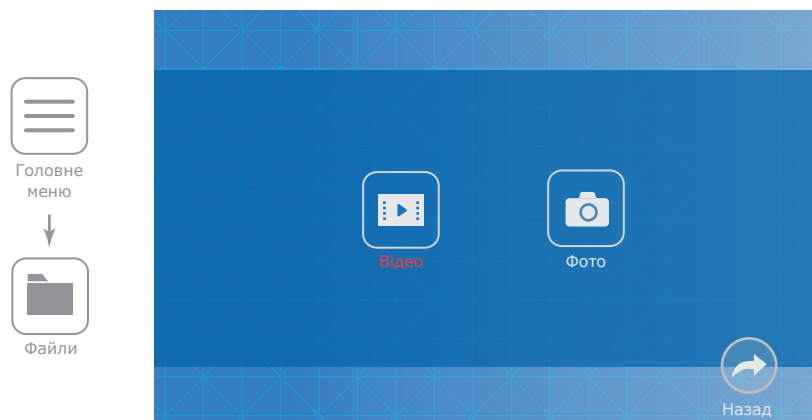 Головне
меню
Файли
Відео
Фото
Назад